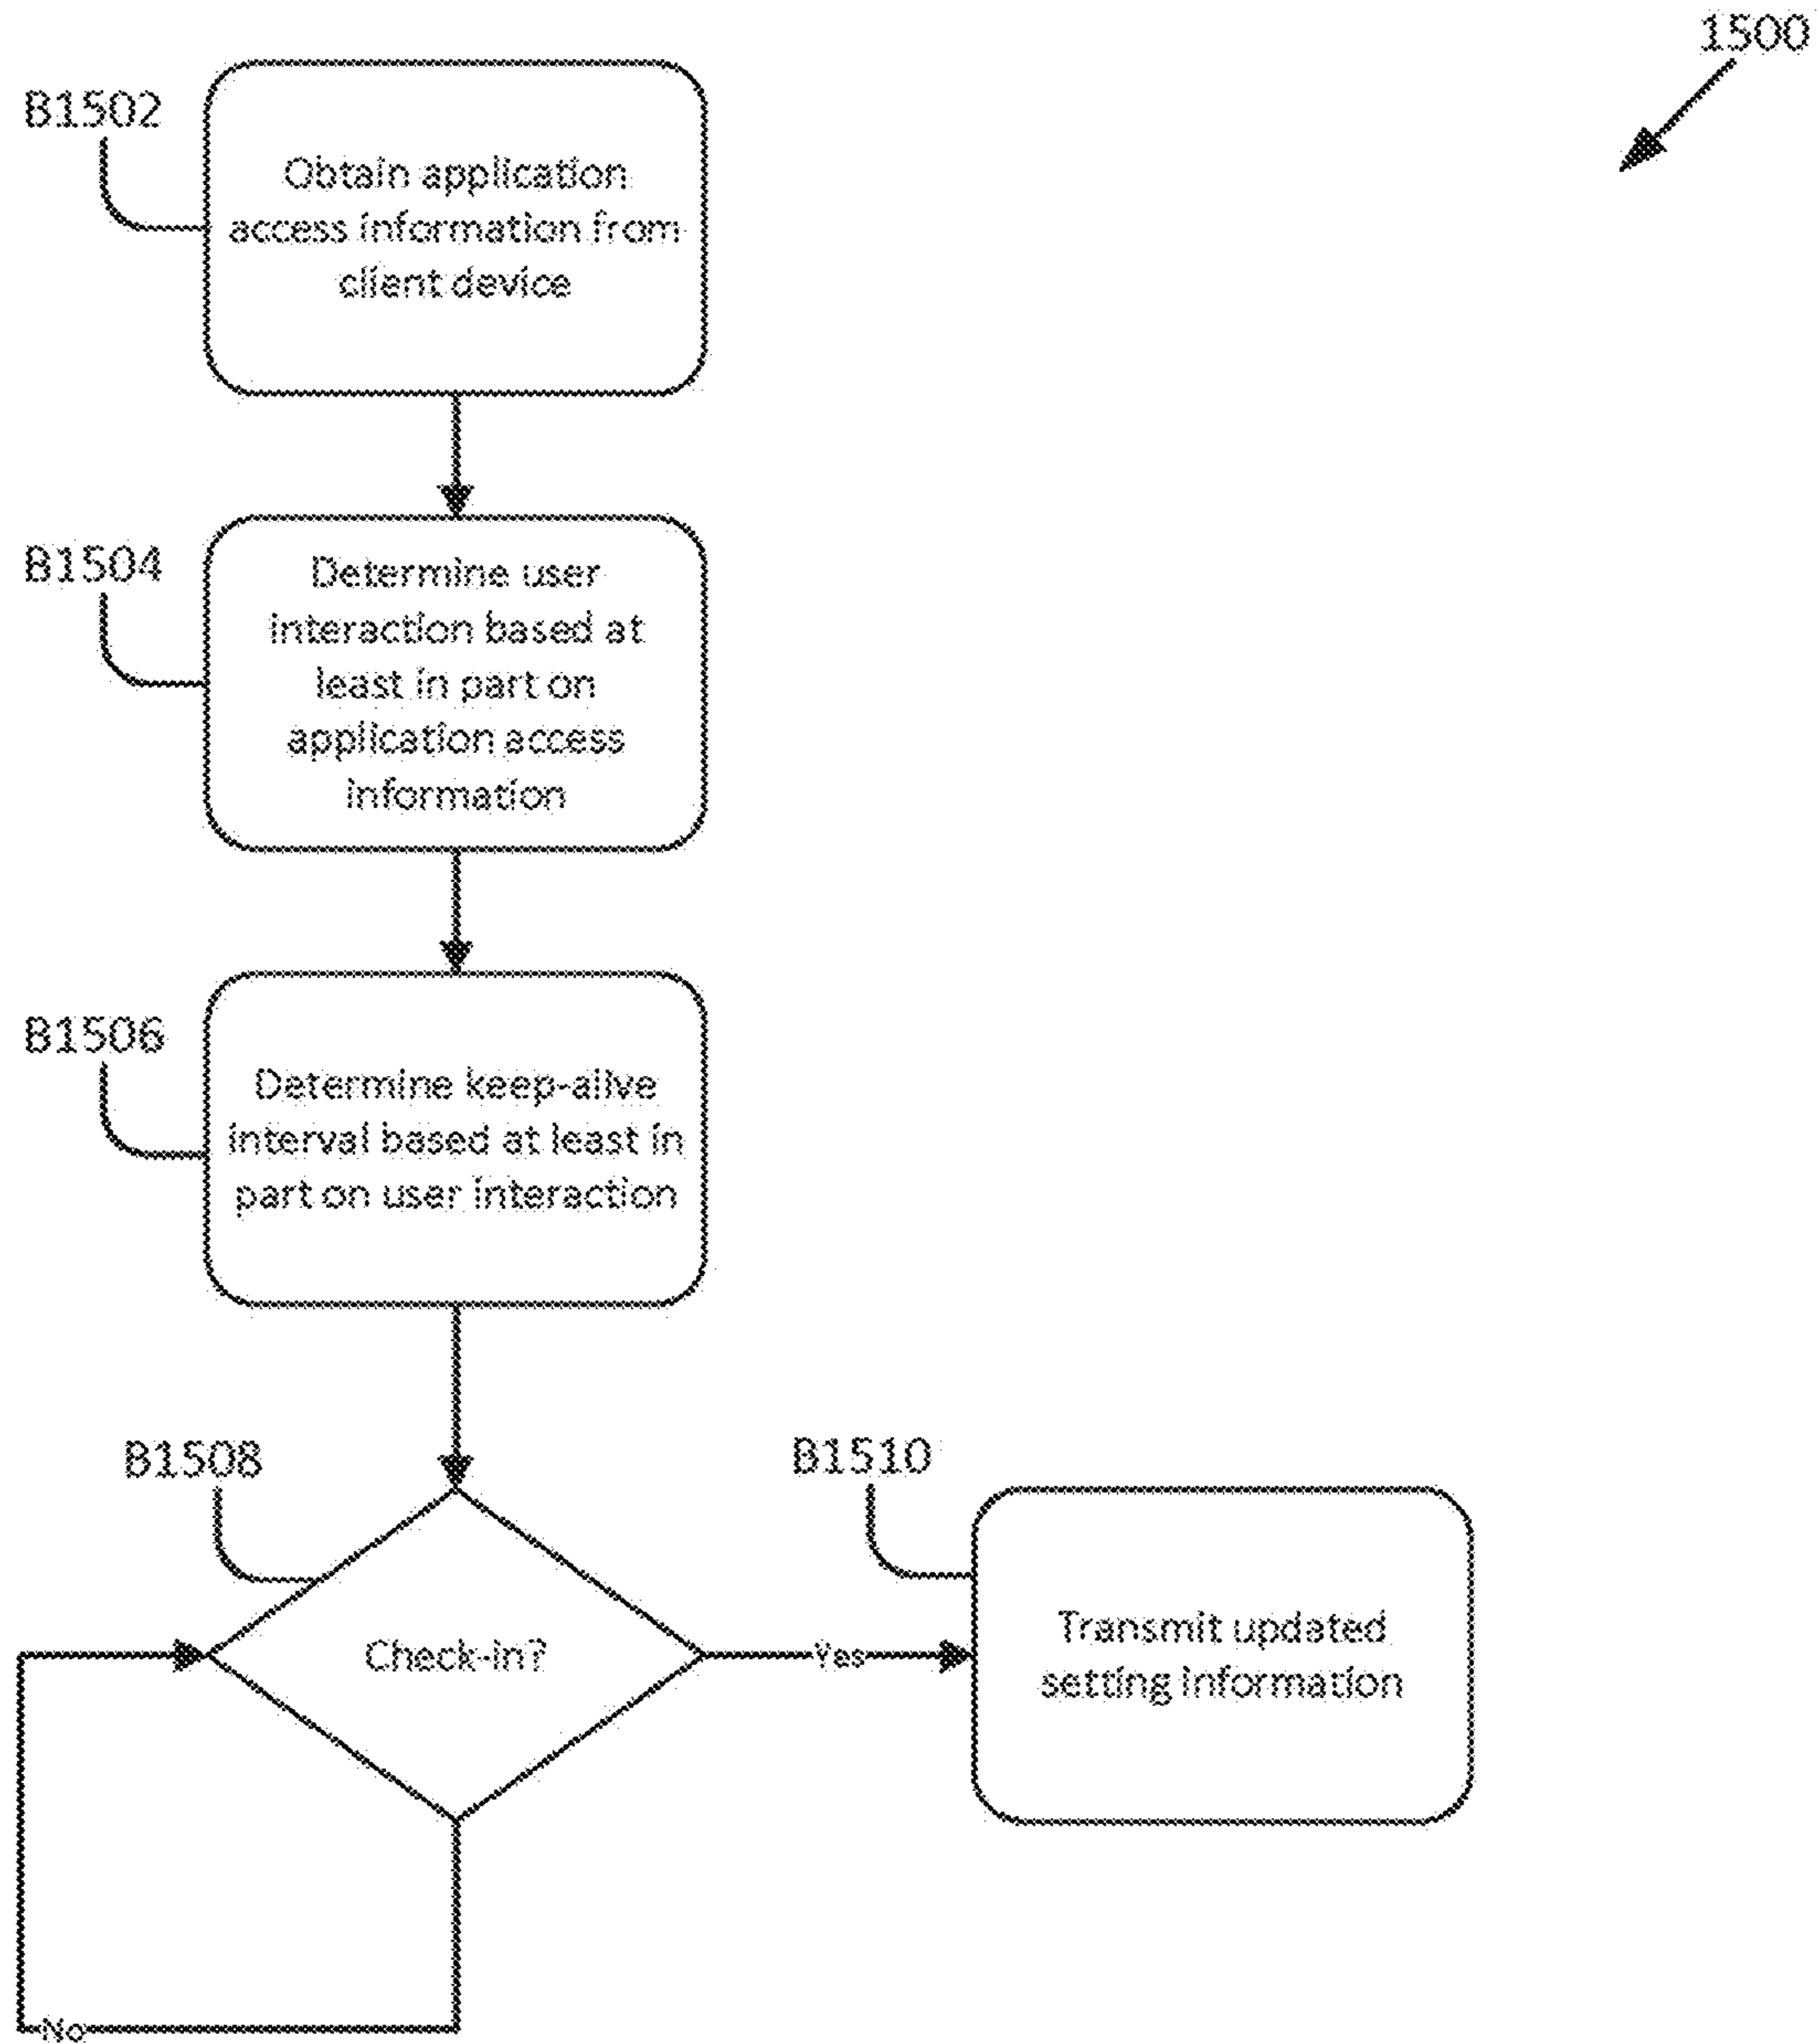 1500
B1502
Obtain application
access information from
client device
B1504
Determine user
interaction based at
least in part on
application access
information
B1506
Determine keep-alive
interval based at least in
part on user interaction
B1508
Check-in?
Yes
B1510
Transmit updated
setting information
No